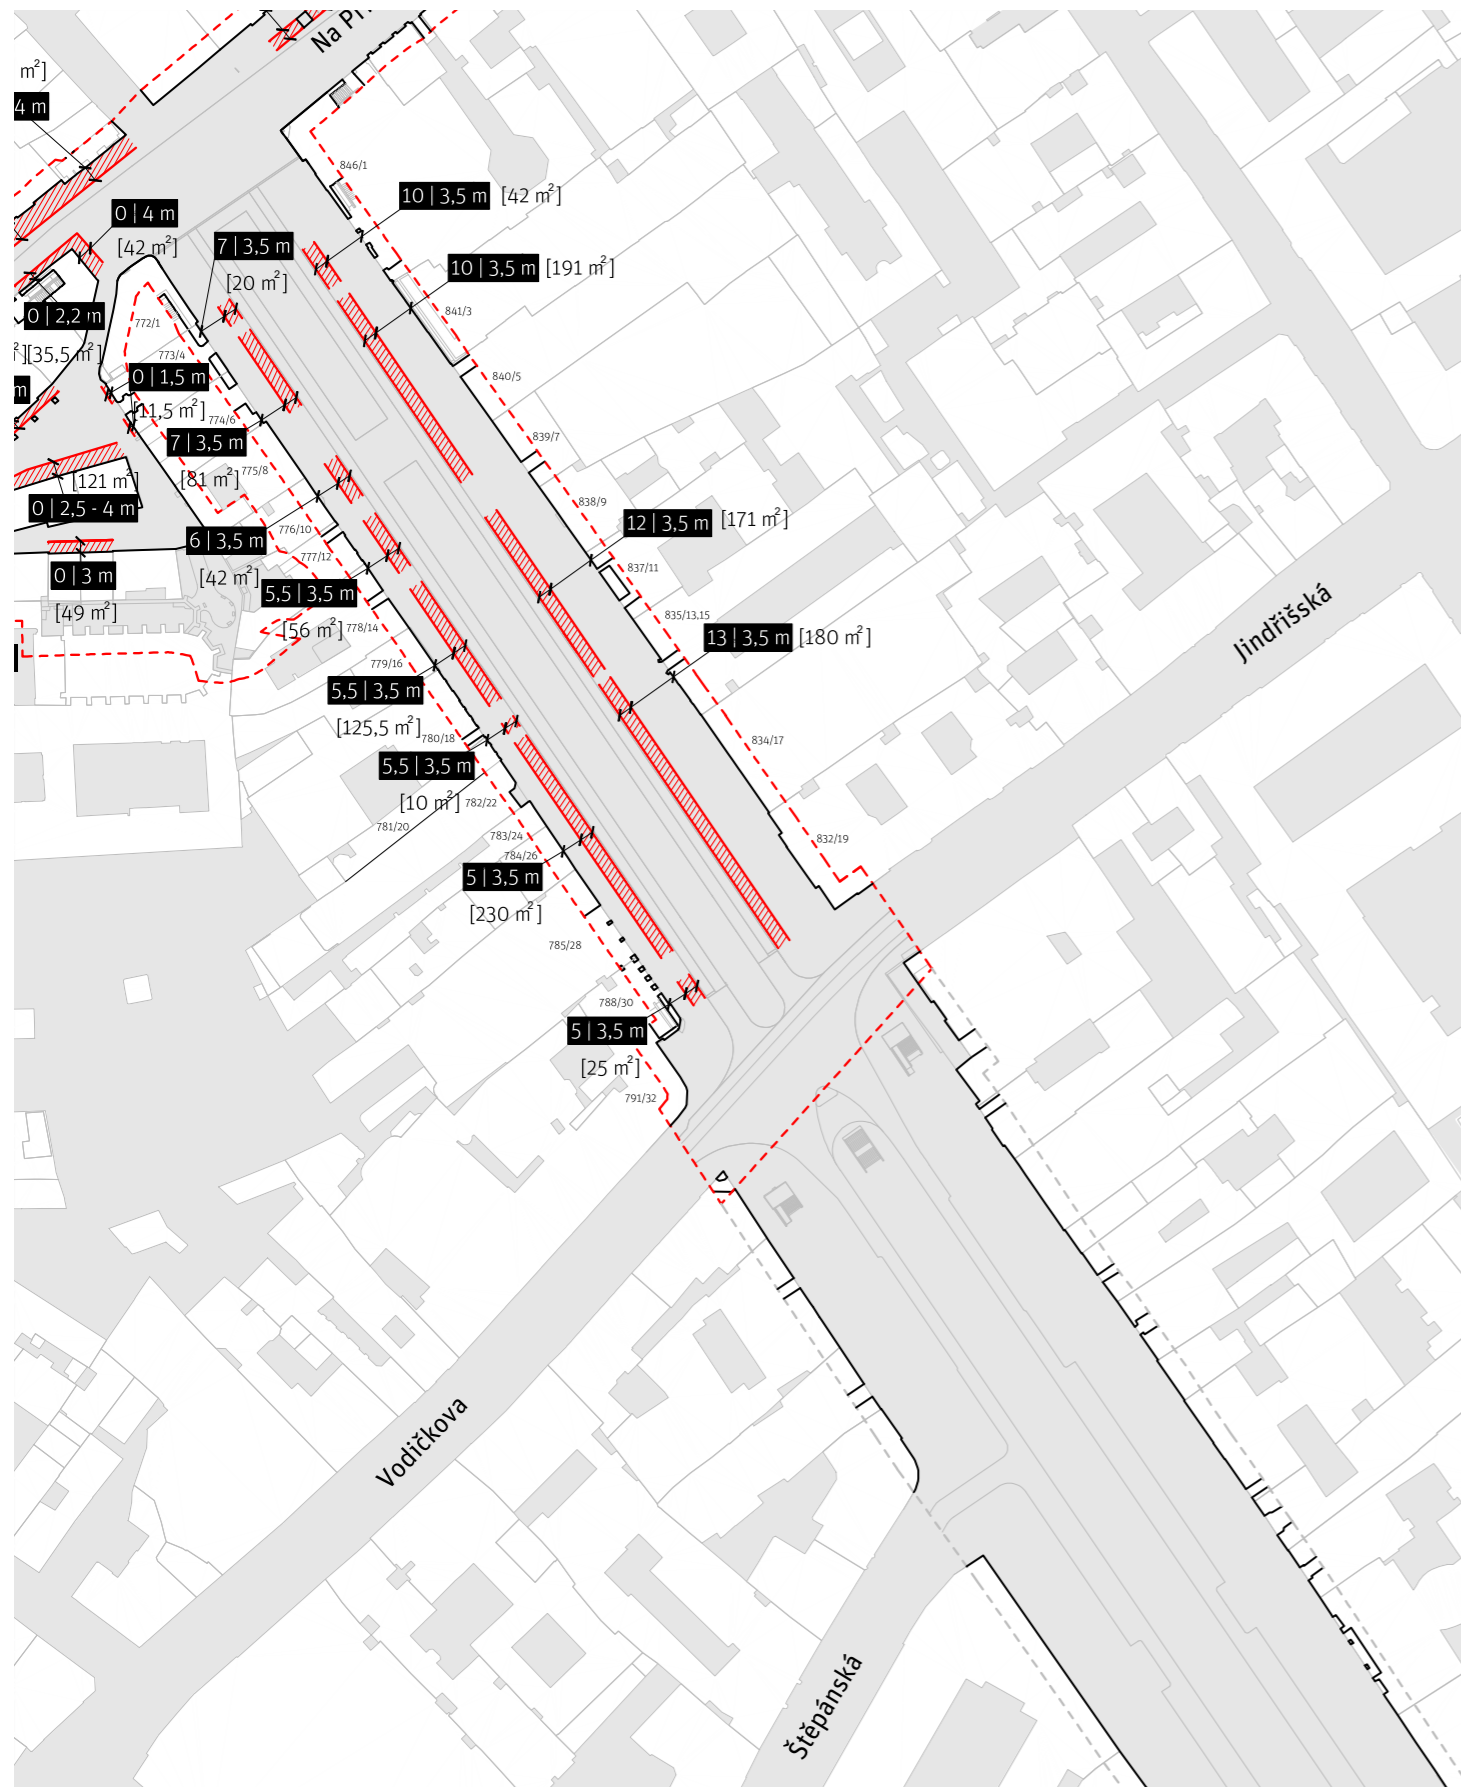 Na Př
m²]
4 m
846/1
10 | 3,5 m [42 m²]
0 | 4 m
[42 m²]
7 | 3,5 m
[20 m²]
10 | 3,5 m [191 m²]
841/3
0 | 2,2 m
772/1
773/4
²][35,5 m²]
0 | 1,5 m
840/5
m
[11,5 m²]
774/6
7 | 3,5 m
839/7
[121 m²]
[81 m²]
775/8
0 | 2,5 - 4 m
838/9
12 | 3,5 m [171 m²]
776/10
6 | 3,5 m
777/12
0 | 3 m
[42 m²]
837/11
5,5 | 3,5 m
[49 m²]
835/13,15
Jindřišská
[56 m²]
778/14
13 | 3,5 m [180 m²]
779/16
5,5 | 3,5 m
[125,5 m²]
780/18
834/17
5,5 | 3,5 m
[10 m²]
782/22
781/20
783/24
832/19
784/26
5 | 3,5 m
[230 m²]
785/28
788/30
5 | 3,5 m
[25 m²]
791/32
Vodičkova
Štěpánská